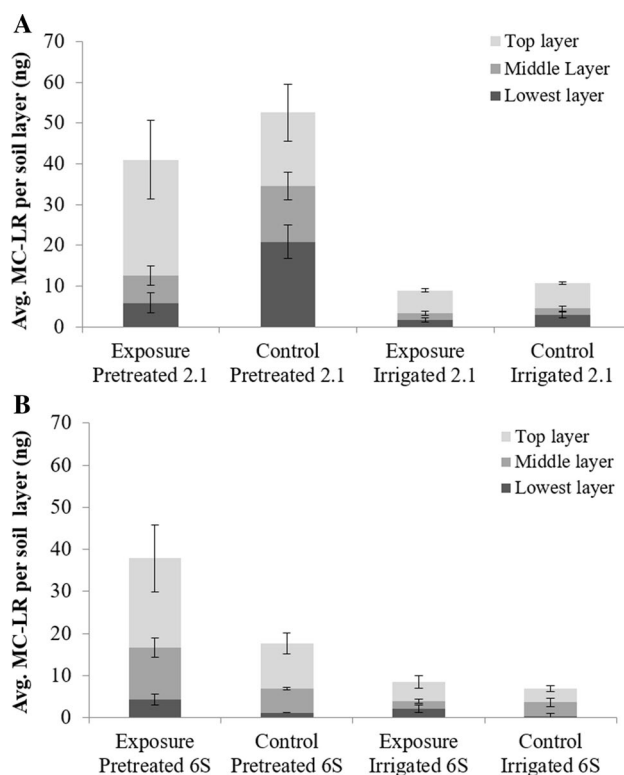 A
Avg. MC-LR per soil layer (ng)
70
60
50
40
30
20
10
0
Top layer
Middle Layer
Lowest layer
Exposure
Pretreated 2.1
Control
Pretreated 2.1
Exposure
Irrigated 2.1
Control
Irrigated 2.1
B
Avg. MC-LR per soil layer (ng)
70
60
50
40
30
20
10
0
Top layer
Middle layer
Lowest layer
Exposure
Pretreated 6S
Control
Pretreated 6S
Exposure
Irrigated 6S
Control
Irrigated 6S